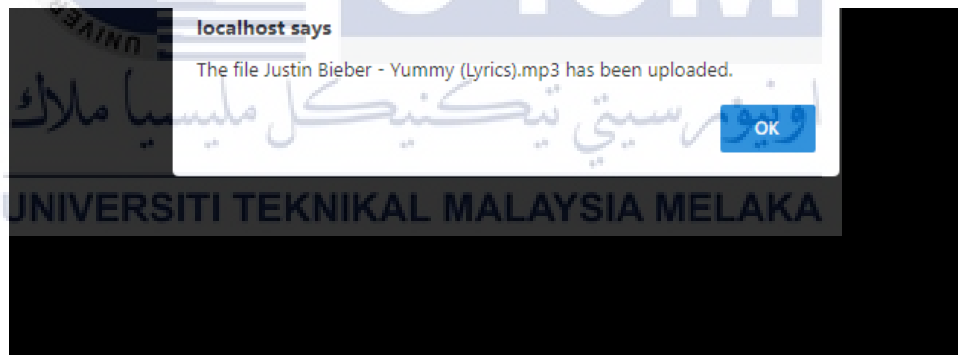 UTeM
localhost says
The file Justin Bieber - Yummy (Lyrics).mp3 has been uploaded.
OK
اونيۏرسيتي تيكنيكل مليسيا ملاك
UNIVERSITI TEKNIKAL MALAYSIA MELAKA